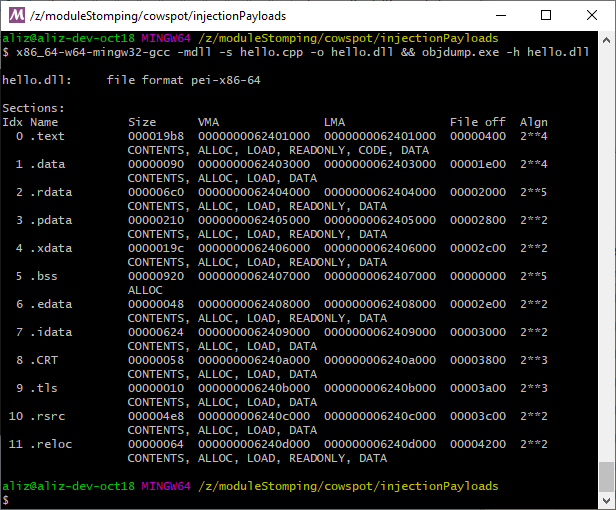 /z/moduleStomping/cowspot/injectionPayloads
aliz@aliz-dev-oct18 MINGW64 /z/moduleStomping/cowspot/injectionPayloads
$ x86_64-w64-mingw32-gcc -mdll -s hello.cpp -o hello.dll && objdump.exe -h hello.dll
hello.dll:     file format pei-x86-64
Sections:
Idx Name          Size      VMA               LMA               File off  Algn
  0 .text         000019b8  0000000062401000  0000000062401000  00000400  2**4
                  CONTENTS, ALLOC, LOAD, READONLY, CODE, DATA
  1 .data         00000090  0000000062403000  0000000062403000  00001e00  2**4
                  CONTENTS, ALLOC, LOAD, DATA
  2 .rdata        000006c0  0000000062404000  0000000062404000  00002000  2**5
                  CONTENTS, ALLOC, LOAD, READONLY, DATA
  3 .pdata        00000210  0000000062405000  0000000062405000  00002800  2**2
                  CONTENTS, ALLOC, LOAD, READONLY, DATA
  4 .xdata        0000019c  0000000062406000  0000000062406000  00002c00  2**2
                  CONTENTS, ALLOC, LOAD, READONLY, DATA
  5 .bss          00000920  0000000062407000  0000000062407000  00000000  2**5
                  ALLOC
  6 .edata        00000048  0000000062408000  0000000062408000  00002e00  2**2
                  CONTENTS, ALLOC, LOAD, READONLY, DATA
  7 .idata        00000624  0000000062409000  0000000062409000  00003000  2**2
                  CONTENTS, ALLOC, LOAD, DATA
  8 .CRT          00000058  000000006240a000  000000006240a000  00003800  2**3
                  CONTENTS, ALLOC, LOAD, DATA
  9 .tls          00000010  000000006240b000  000000006240b000  00003a00  2**3
                  CONTENTS, ALLOC, LOAD, DATA
 10 .rsrc         000004e8  000000006240c000  000000006240c000  00003c00  2**2
                  CONTENTS, ALLOC, LOAD, DATA
 11 .reloc        00000064  000000006240d000  000000006240d000  00004200  2**2
                  CONTENTS, ALLOC, LOAD, READONLY, DATA
aliz@aliz-dev-oct18 MINGW64 /z/moduleStomping/cowspot/injectionPayloads
$